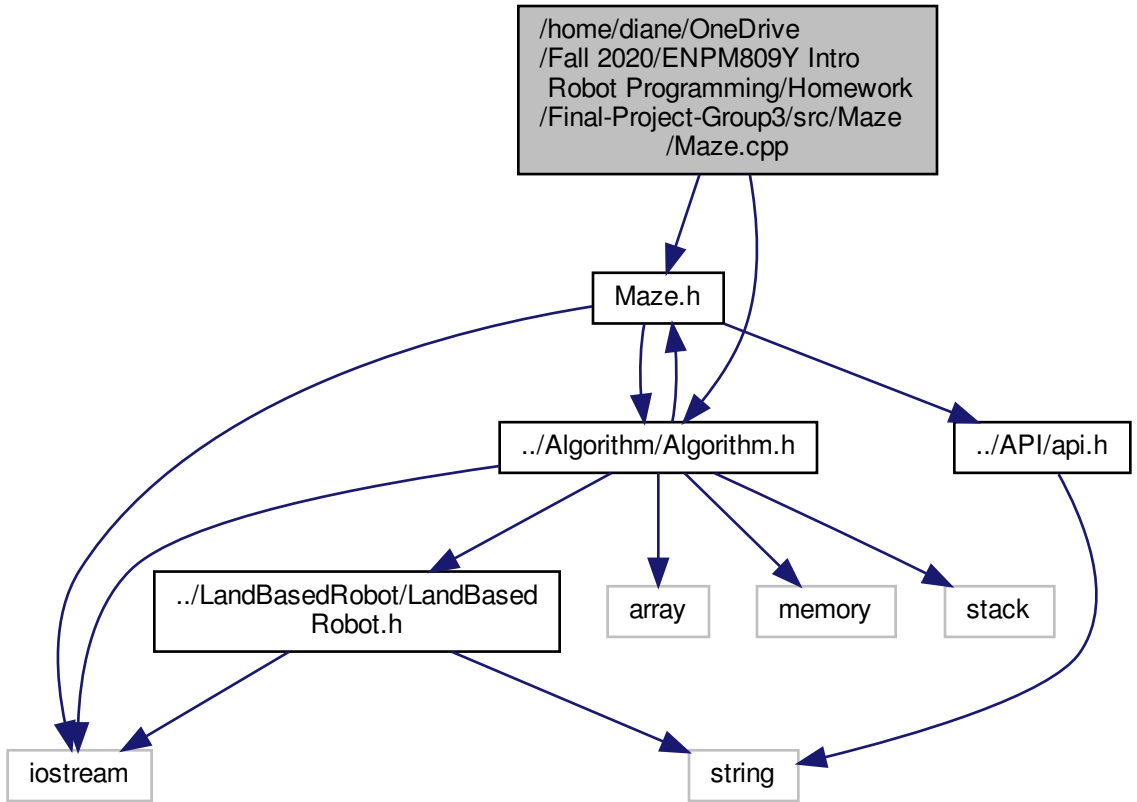 /home/diane/OneDrive
/Fall 2020/ENPM809Y Intro
Robot Programming/Homework
/Final-Project-Group3/src/Maze
/Maze.cpp
Maze.h
../Algorithm/Algorithm.h
../API/api.h
../LandBasedRobot/LandBased
Robot.h
array
memory
stack
iostream
string